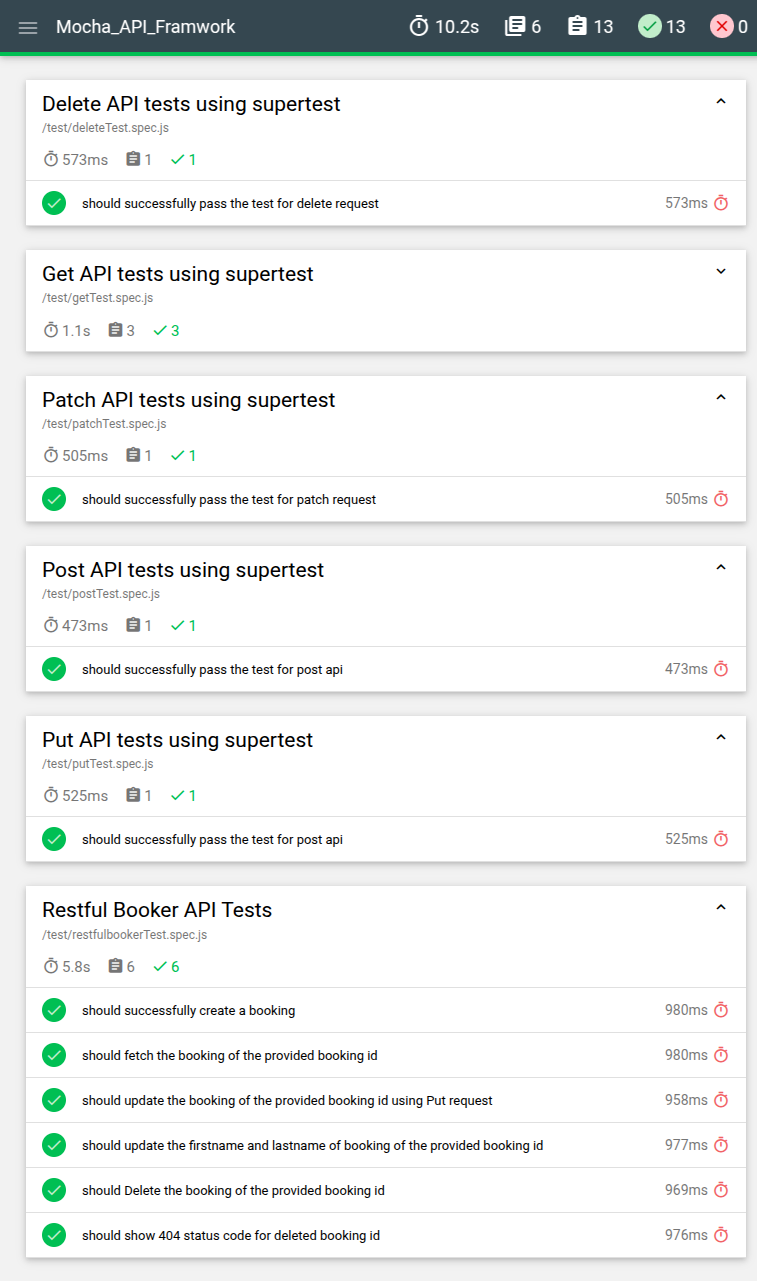 Mocha_API_Framwork 10.2s 6 13 13 0
Delete API tests using supertest
/test/deleteTest.spec.js
573ms 1 1
should successfully pass the test for delete request 573ms
Get API tests using supertest
/test/getTest.spec.js
1.1s 3 3
Patch API tests using supertest
/test/patchTest.spec.js
505ms 1 1
should successfully pass the test for patch request 505ms
Post API tests using supertest
/test/postTest.spec.js
473ms 1 1
should successfully pass the test for post api 473ms
Put API tests using supertest
/test/putTest.spec.js
525ms 1 1
should successfully pass the test for post api 525ms
Restful Booker API Tests
/test/restfulbookerTest.spec.js
5.8s 6 6
should successfully create a booking 980ms
should fetch the booking of the provided booking id 980ms
should update the booking of the provided booking id using Put request 958ms
should update the firstname and lastname of booking of the provided booking id 977ms
should Delete the booking of the provided booking id 969ms
should show 404 status code for deleted booking id 976ms